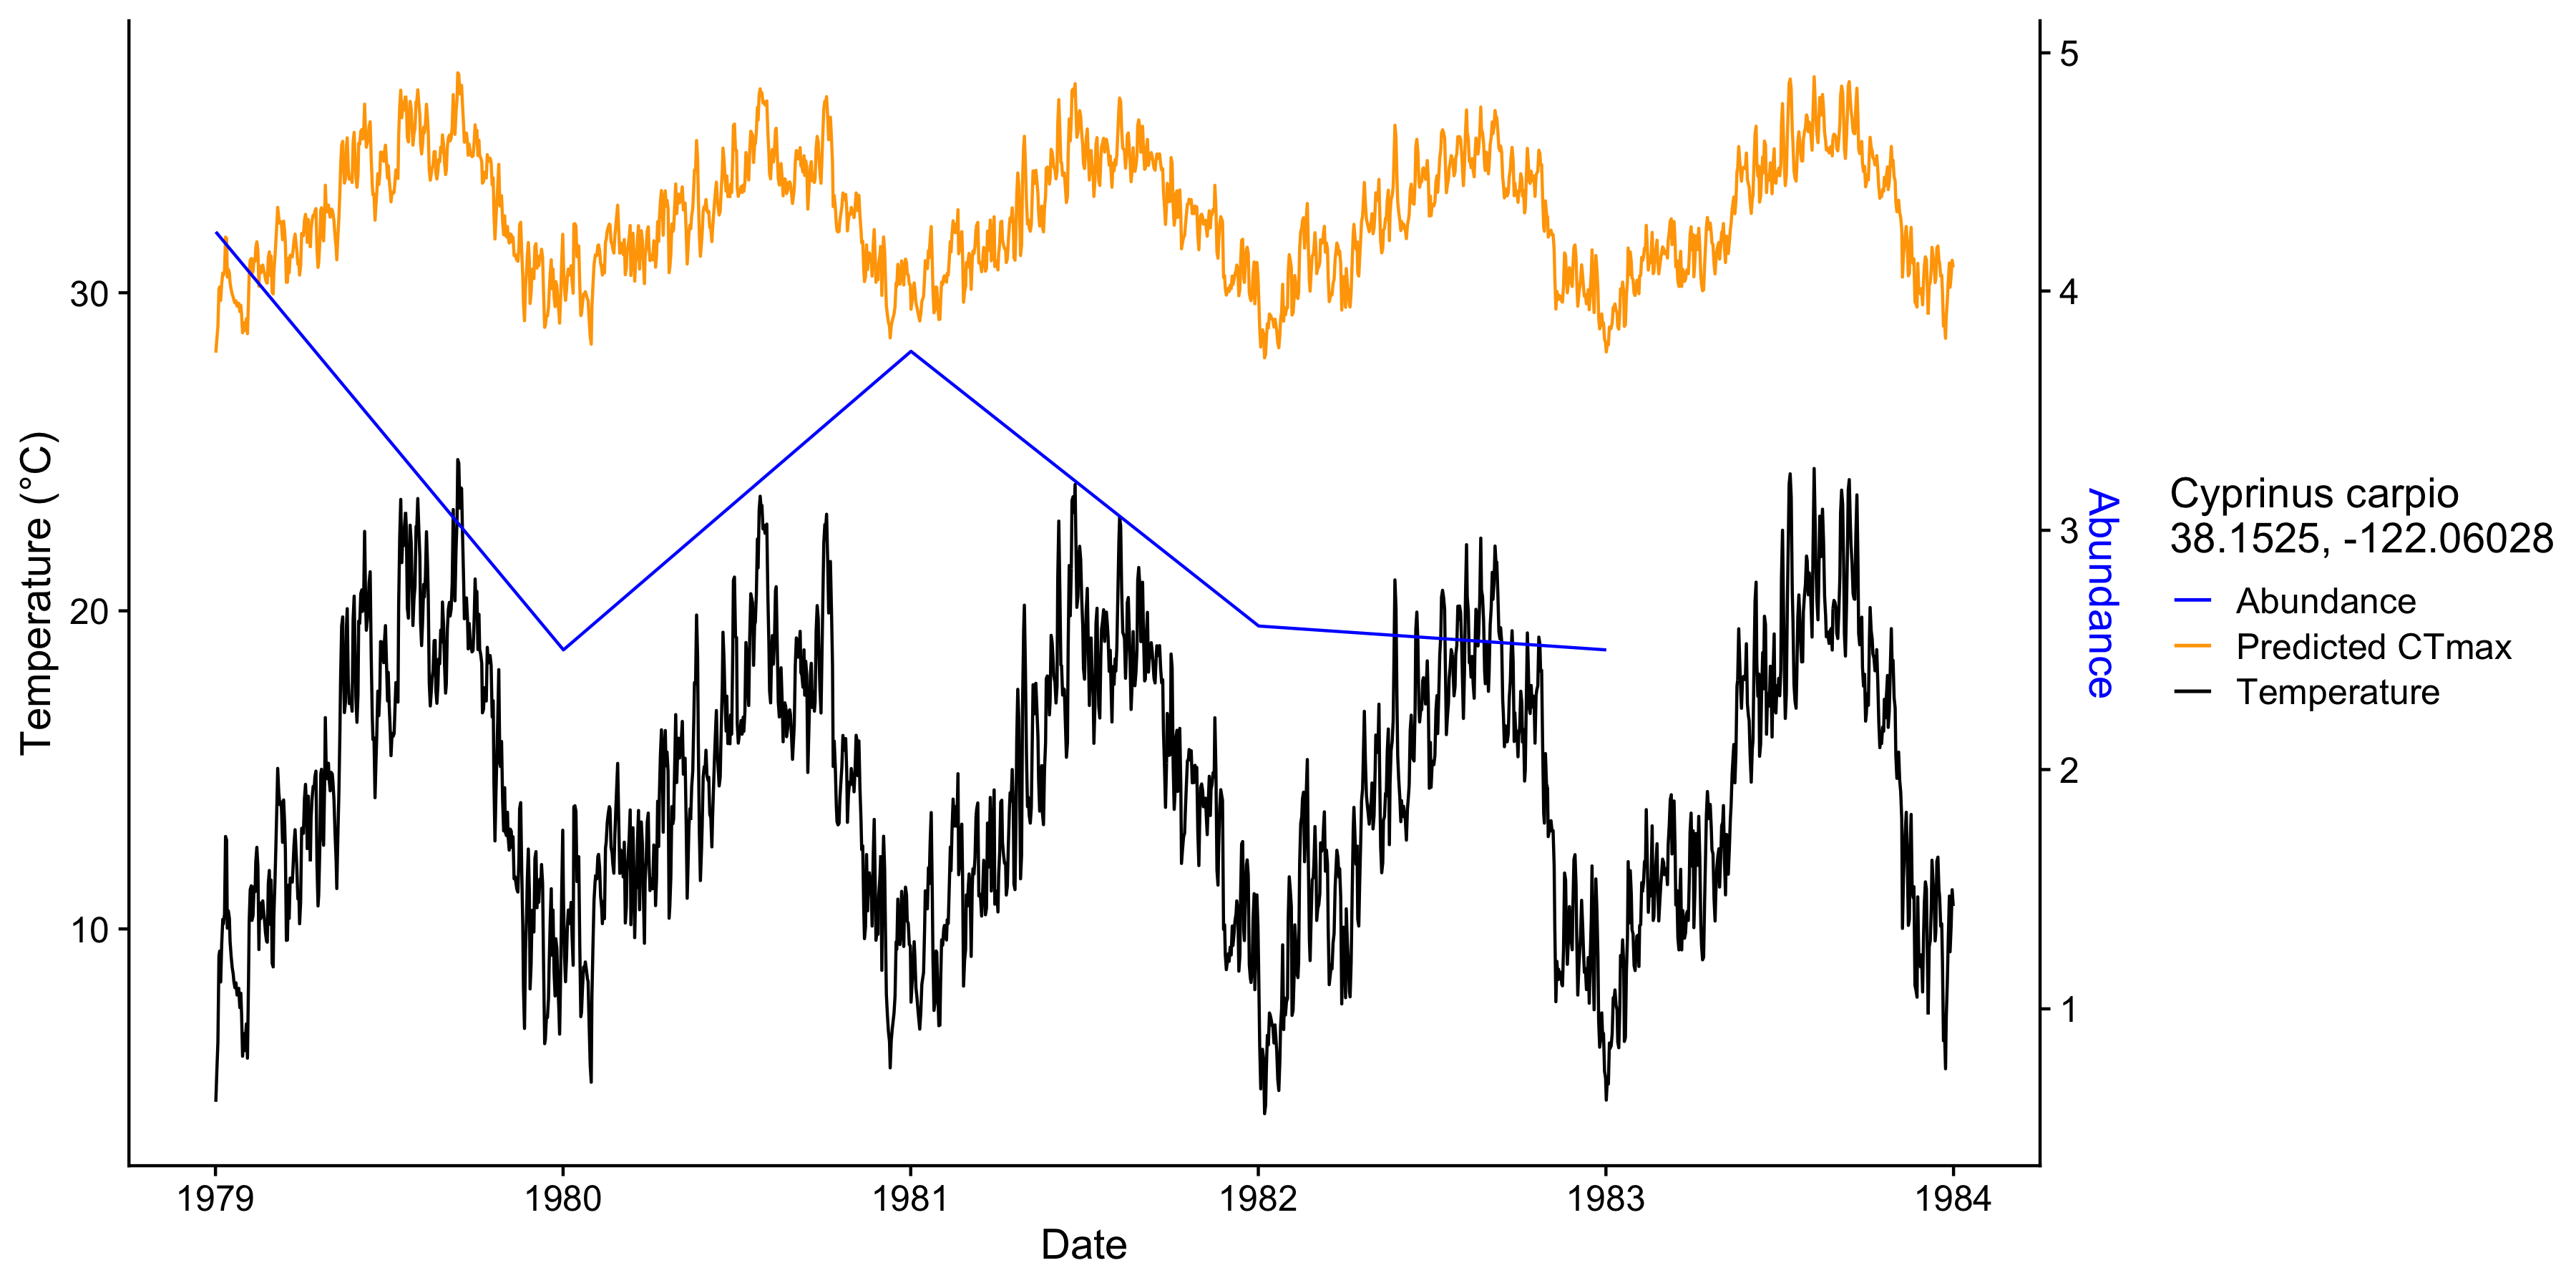 30
20
10
Temperature (°C)
1979
1980
1981
1982
1983
1984
Date
5
4
3
2
1
Abundance
Cyprinus carpio
38.1525, -122.06028
Abundance
Predicted CTmax
Temperature